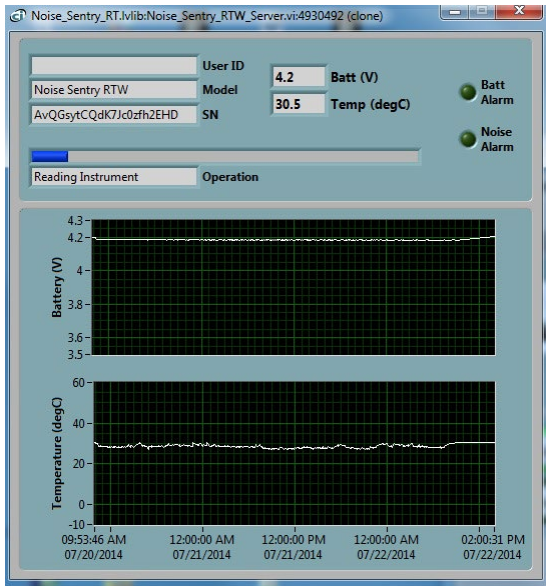 Noise_Sentry_RT.lvlib:Noise_Sentry_RTW_Server.vi:4930492 (clone)
User ID
Noise Sentry RTW Model
AvQGsytCQdK7Jc0zfh2EHD SN
4.2 Batt (V)
30.5 Temp (degC)
Batt
Alarm
Noise
Alarm
Reading Instrument Operation
Battery (V)
4.3
4.2
4
3.8
3.6
3.5
Temperature (degC)
60
40
20
0
-10
09:53:46 AM 12:00:00 AM 12:00:00 PM 12:00:00 AM 02:00:31 PM
07/20/2014 07/21/2014 07/21/2014 07/22/2014 07/22/2014